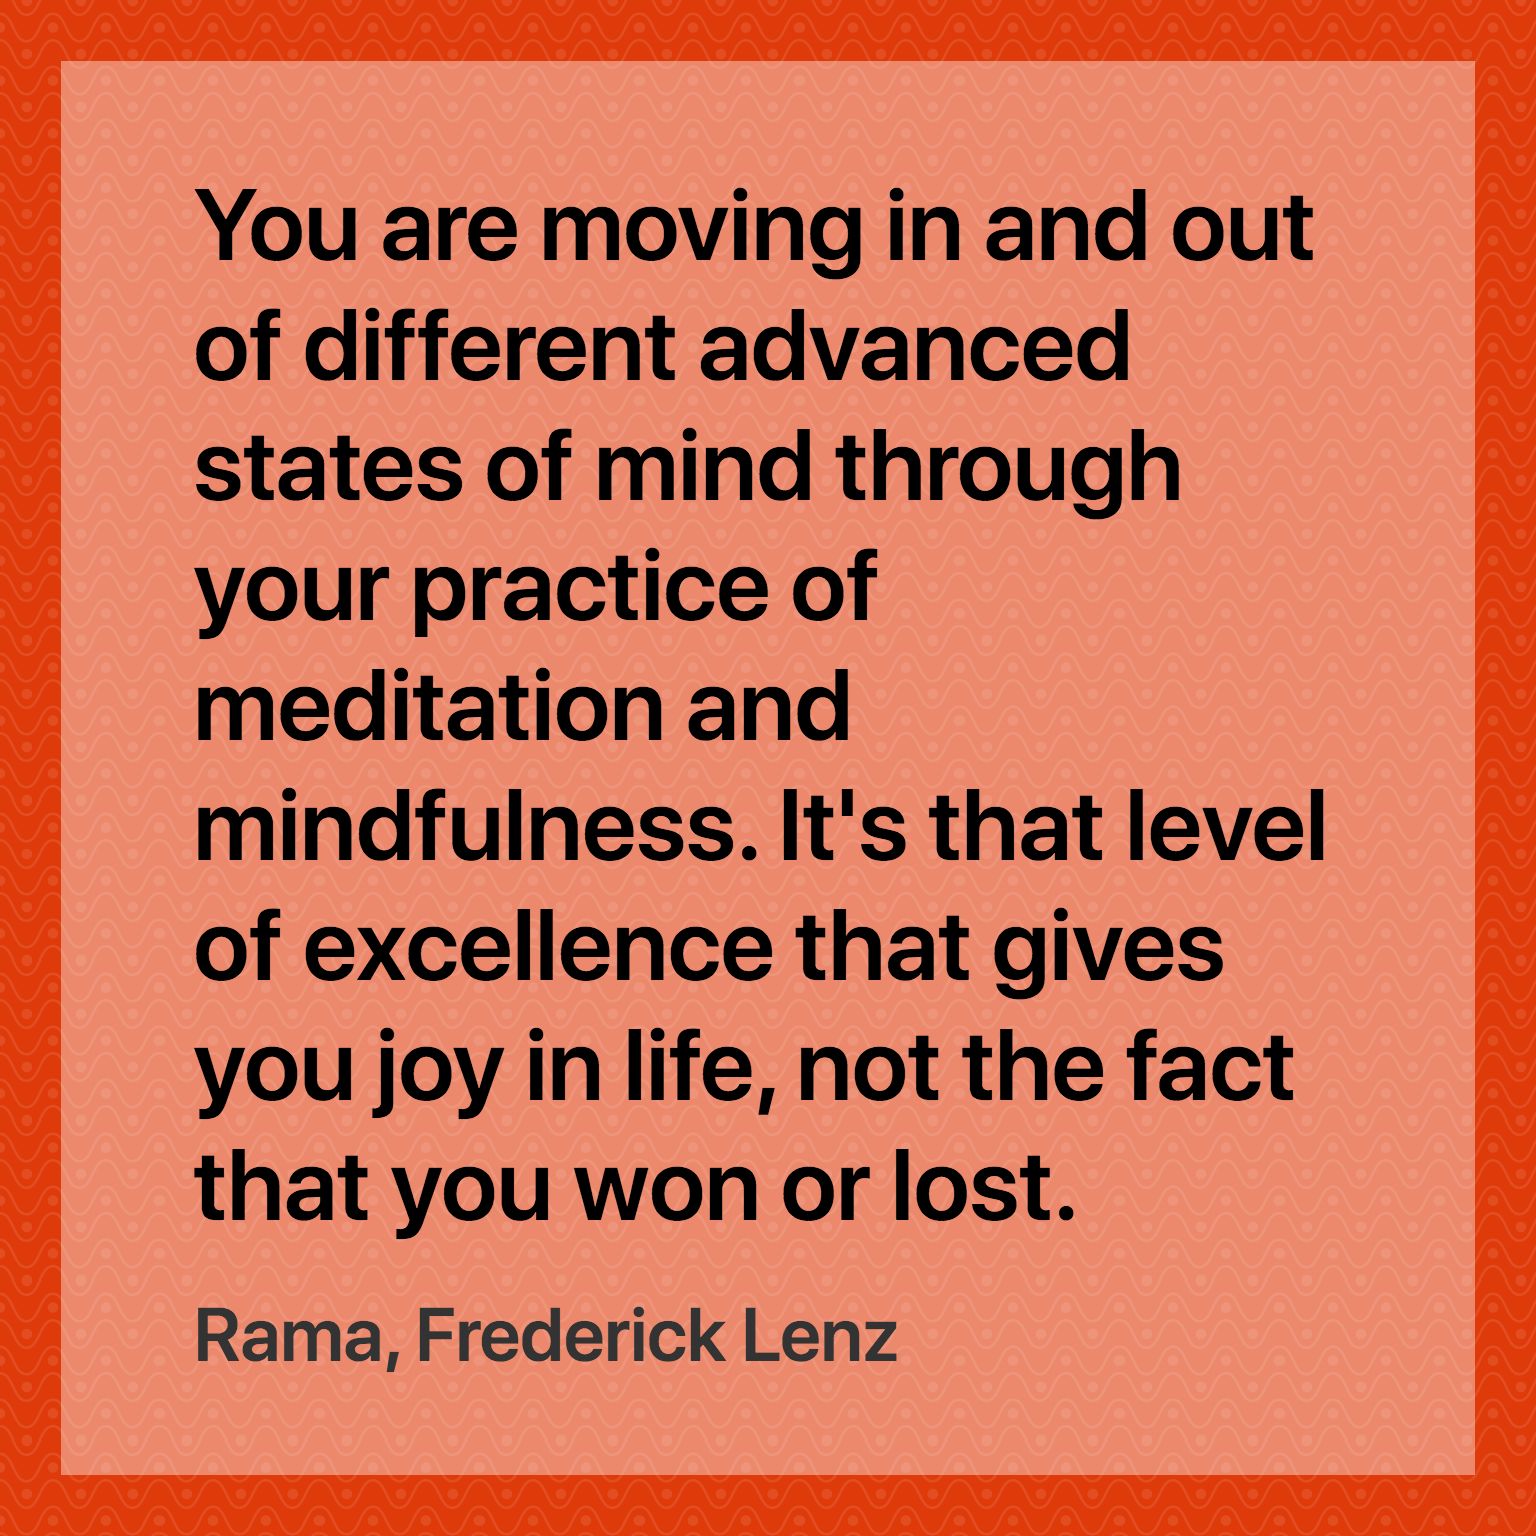 You are moving in and out
of different advanced
states of mind through
your practice of
meditation and
mindfulness. It's that level
of excellence that gives
you joy in life, not the fact
that you won or lost.
Rama, Frederick Lenz